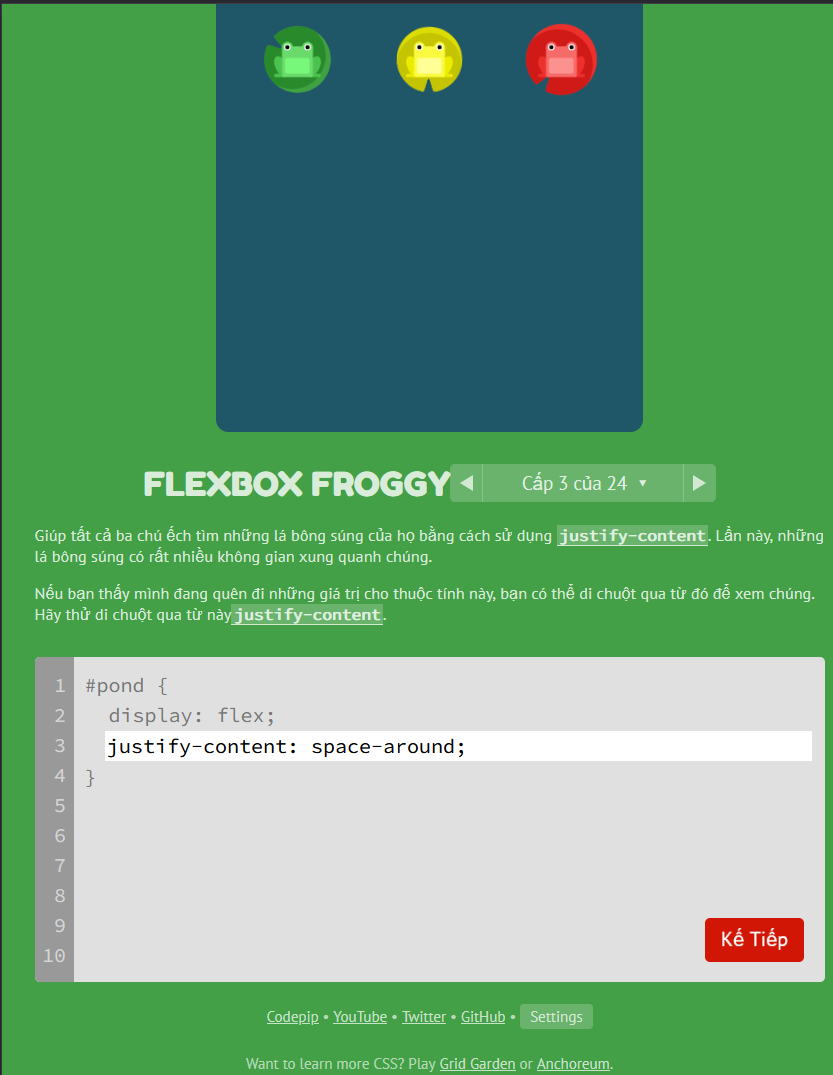 FLEXBOX FROGGY
Cấp 3 của 24 ▼
Giúp tất cả ba chú ếch tìm những lá bông súng của họ bằng cách sử dụng justify-content. Lần này, những
lá bông súng có rất nhiều không gian xung quanh chúng.
Nếu bạn thấy mình đang quên đi những giá trị cho thuộc tính này, bạn có thể di chuột qua từ đó để xem chúng.
Hãy thử di chuột qua từ này justify-content.
1 #pond {
2 display: flex;
3 justify-content: space-around;
4 }
5
6
7
8
9
10
Kế Tiếp
Codepip • YouTube • Twitter • GitHub • Settings
Want to learn more CSS? Play Grid Garden or Anchoreum.